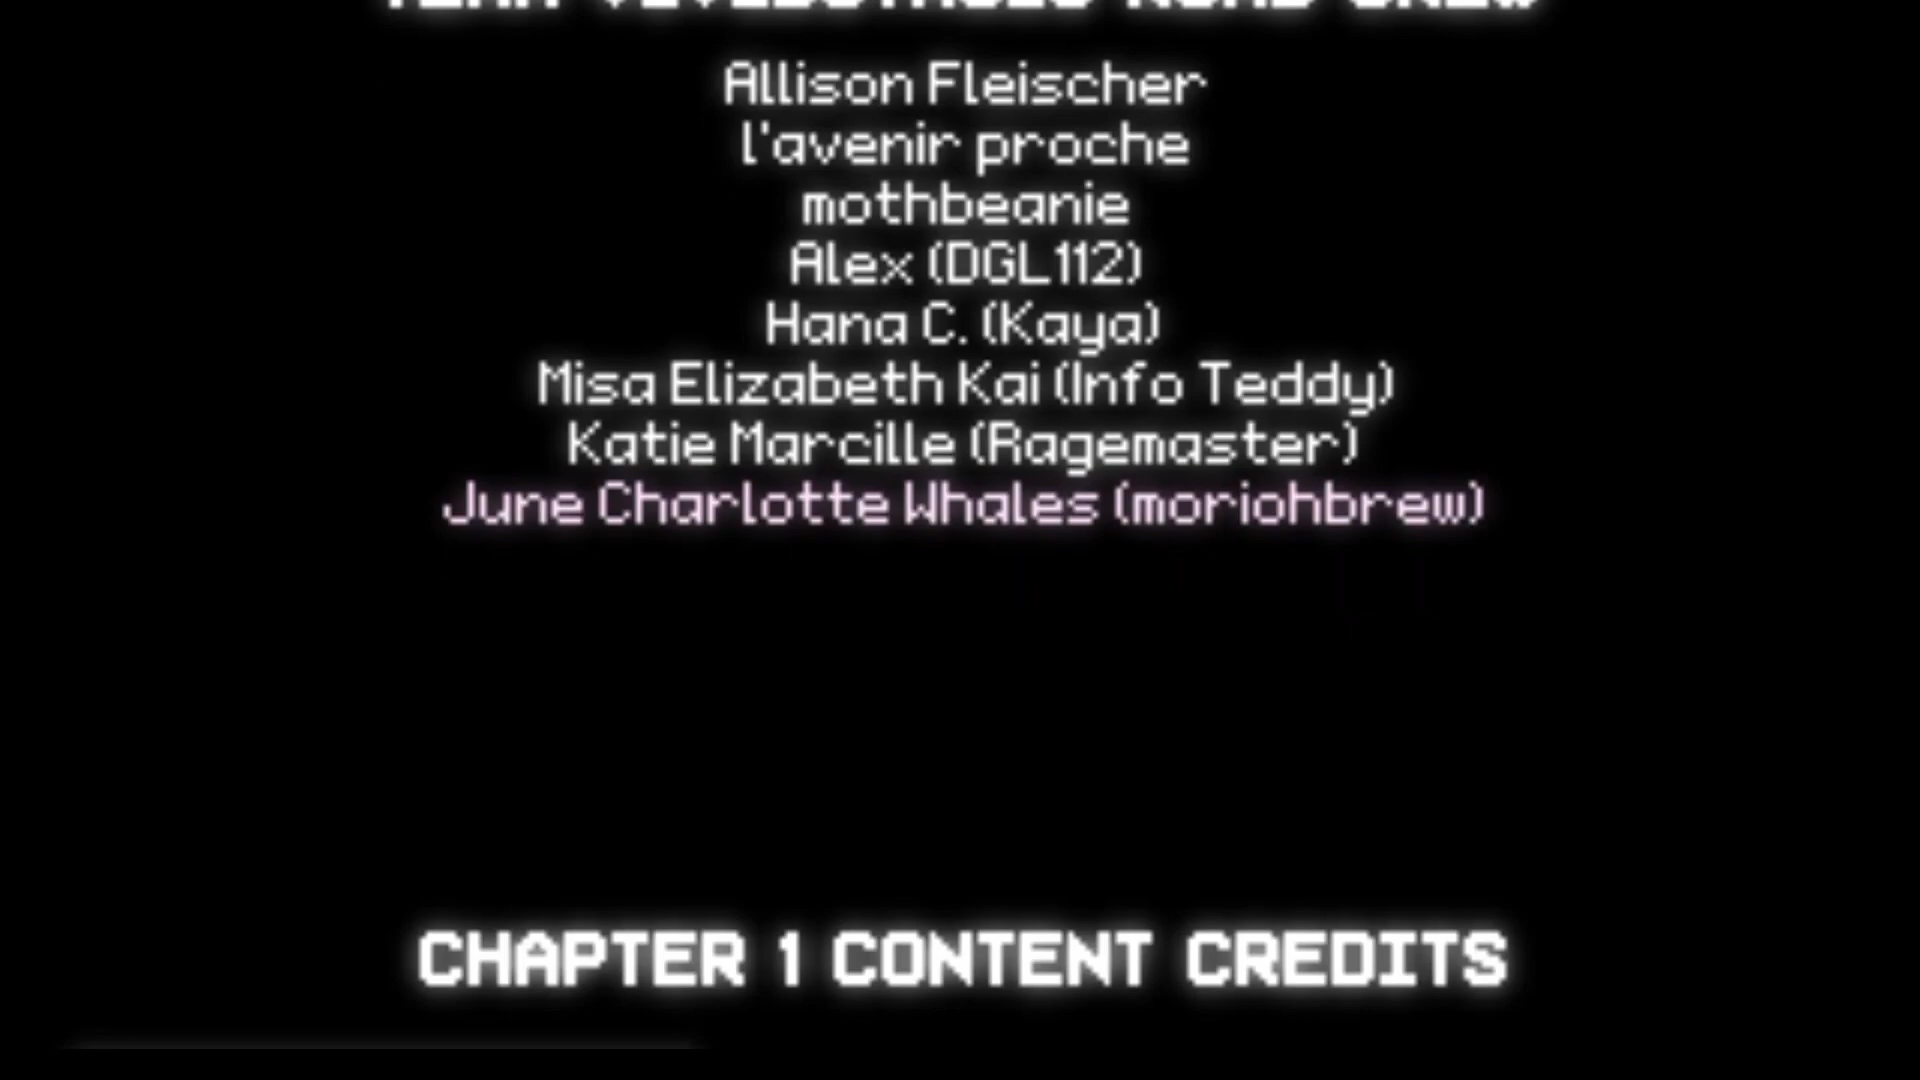 Allison Fleischer
l'avenir proche
mothbeanie
Alex (DGL112)
Hana C. (Kaya)
Misa Elizabeth Kai (Info Teddy)
Katie Marcille (Ragemaster)
June Charlotte Whales (moriohbrew)
CHAPTER 1 CONTENT CREDITS